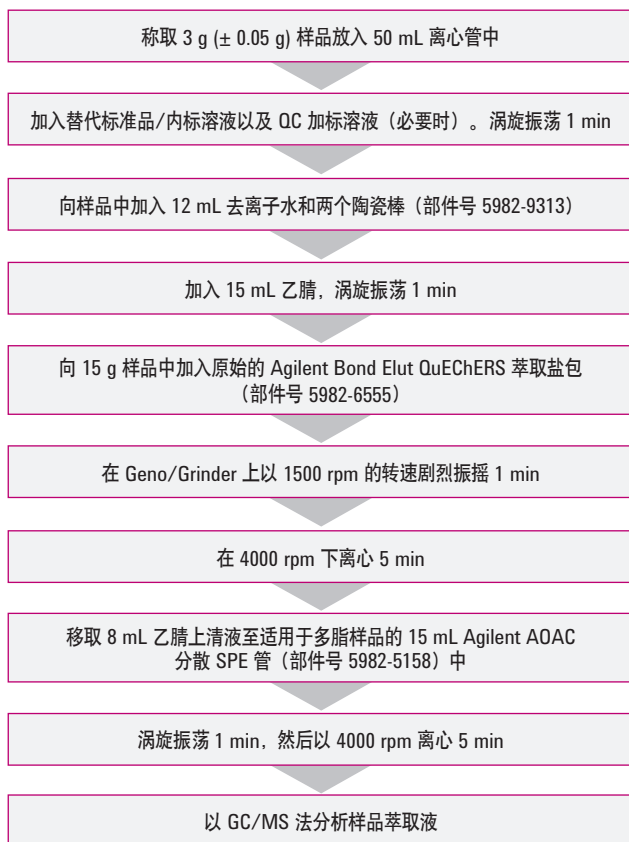 称取 3 g (± 0.05 g) 样品放入 50 mL 离心管中
加入替代标准品/内标溶液以及 QC 加标溶液（必要时）。涡旋振荡 1 min
向样品中加入 12 mL 去离子水和两个陶瓷棒（部件号 5982-9313）
加入 15 mL 乙腈，涡旋振荡 1 min
向 15 g 样品中加入原始的 Agilent Bond Elut QuEChERS 萃取盐包
（部件号 5982-6555）
在 Geno/Grinder 上以 1500 rpm 的转速剧烈振摇 1 min
在 4000 rpm 下离心 5 min
移取 8 mL 乙腈上清液至适用于多脂样品的 15 mL Agilent AOAC
分散 SPE 管（部件号 5982-5158）中
涡旋振荡 1 min，然后以 4000 rpm 离心 5 min
以 GC/MS 法分析样品萃取液